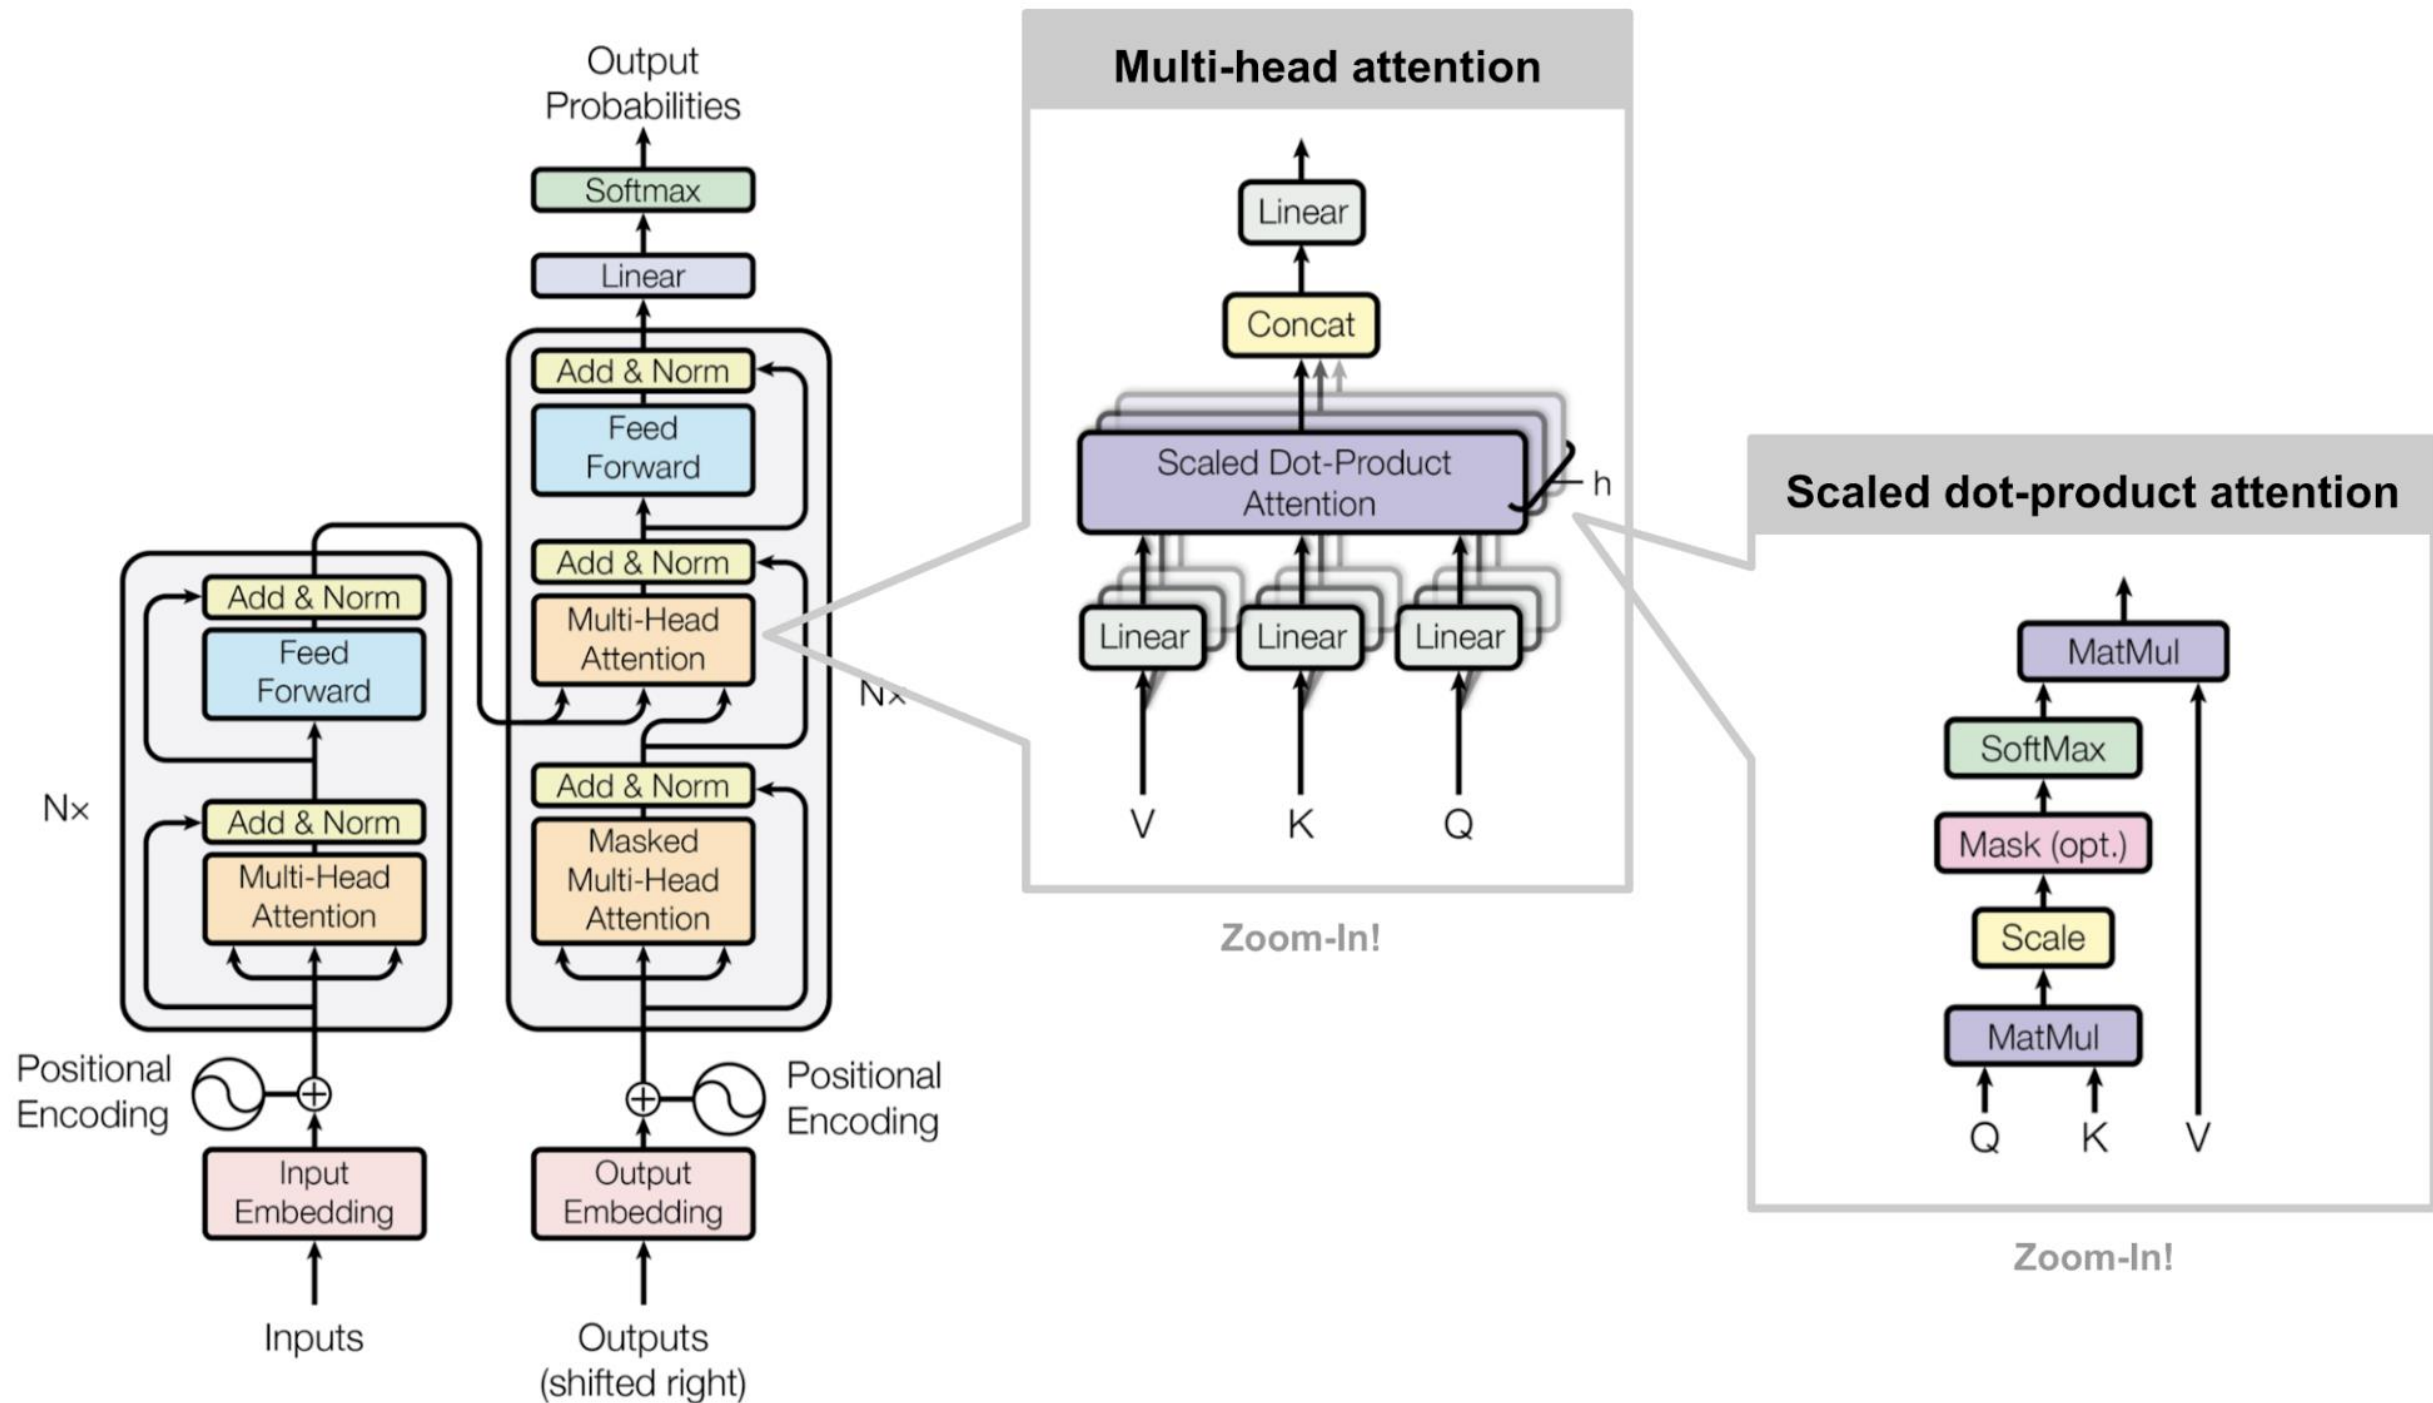 Output
Probabilities
Softmax
Linear
Add & Norm
Feed
Forward
Add & Norm
Multi-Head
Attention
Add & Norm
Masked
Multi-Head
Attention
Nx
Positional
Encoding
Output
Embedding
Outputs
(shifted right)
Add & Norm
Feed
Forward
Add & Norm
Multi-Head
Attention
Nx
Positional
Encoding
Input
Embedding
Inputs
Multi-head attention
Linear
Concat
Scaled Dot-Product
Attention
h
Linear
Linear
Linear
V
K
Q
Zoom-In!
Scaled dot-product attention
MatMul
SoftMax
Mask (opt.)
Scale
MatMul
Q
K
V
Zoom-In!